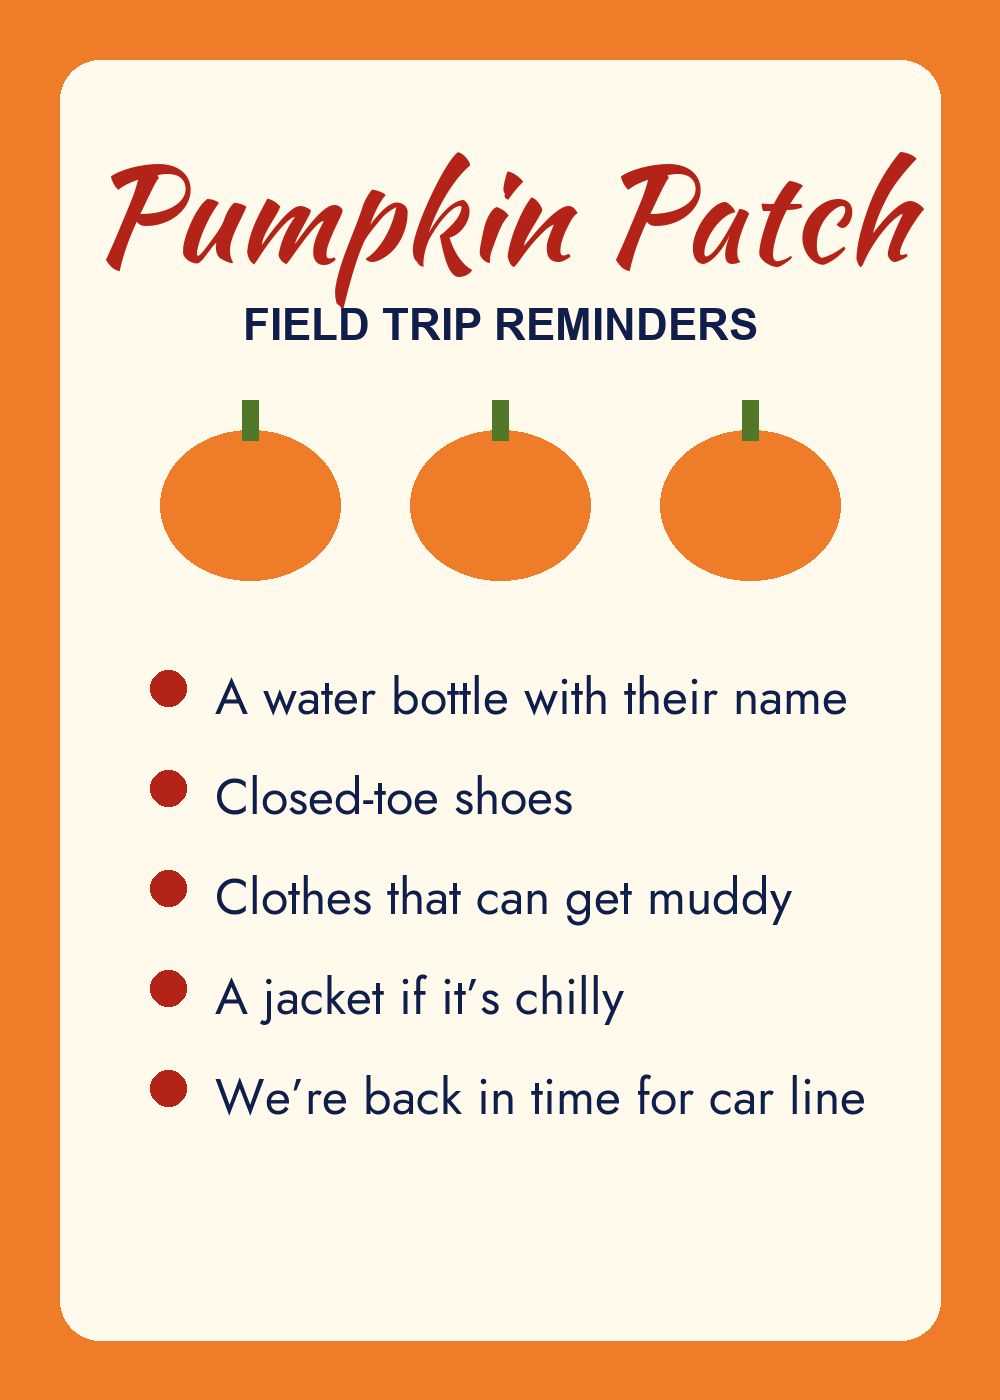 Pumpkin Patch
FIELD TRIP REMINDERS
A water bottle with their name
Closed-toe shoes
Clothes that can get muddy
A jacket if it’s chilly
We’re back in time for car line